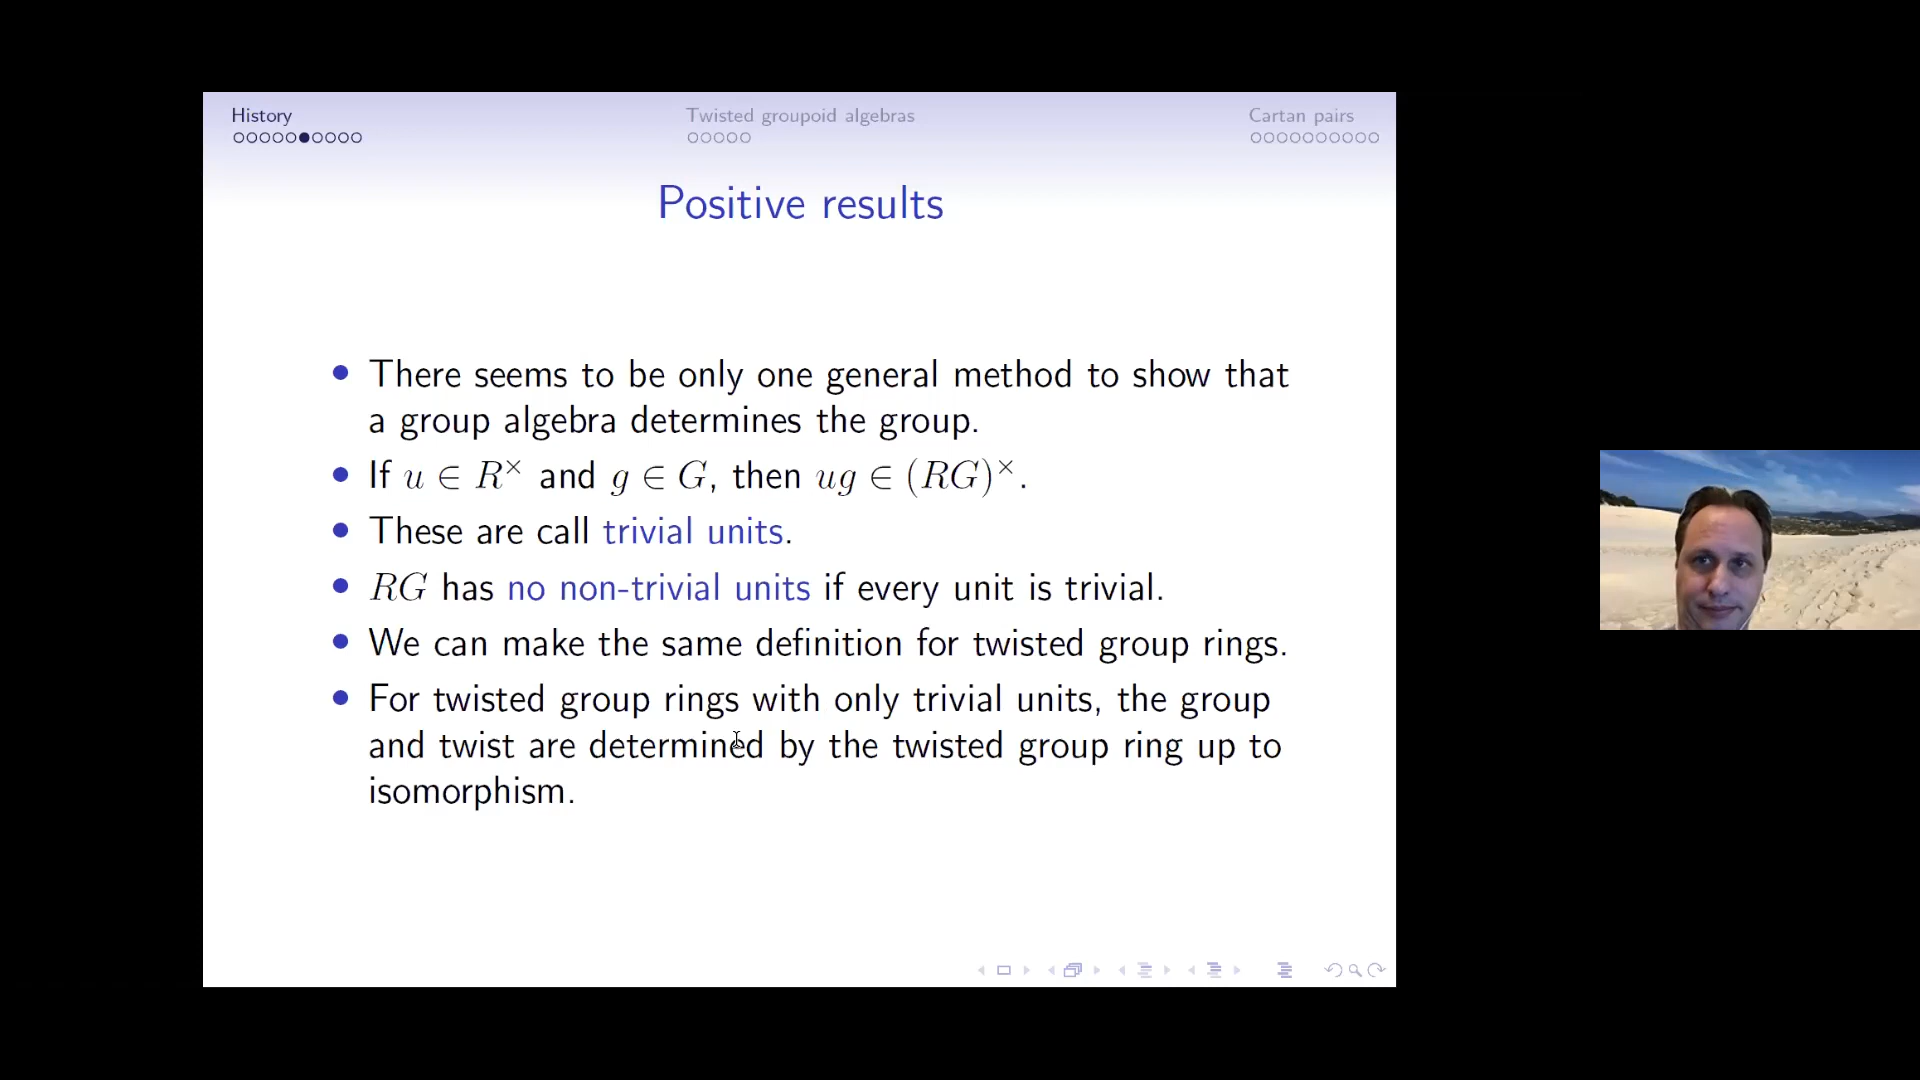 History
Twisted groupoid algebras
Cartan pairs
Positive results
There seems to be only one general method to show that
a group algebra determines the group.
If u ∈ R× and g ∈ G, then ug ∈ (RG)×.
These are call trivial units.
RG has no non-trivial units if every unit is trivial.
We can make the same definition for twisted group rings.
For twisted group rings with only trivial units, the group
and twist are determined by the twisted group ring up to
isomorphism.